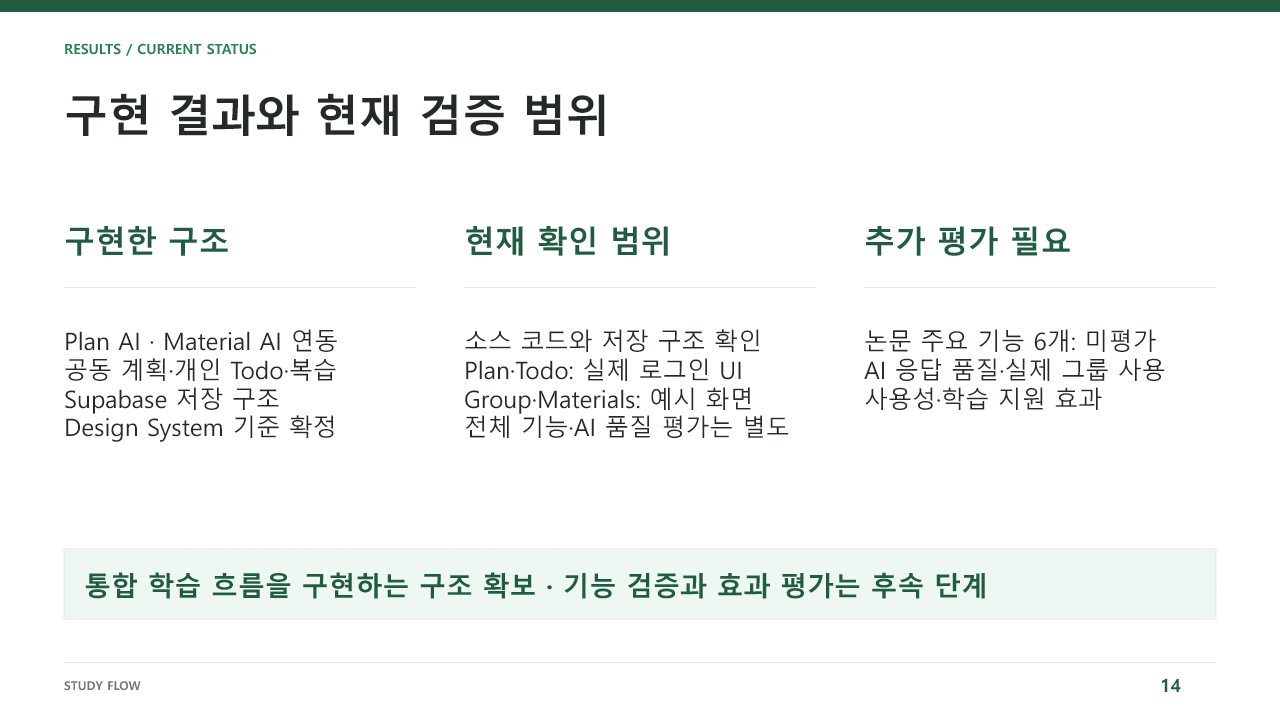 RESULTS / CURRENT STATUS
구현 결과와 현재 검증 범위
구현한 구조
Plan AI · Material AI 연동
공동 계획·개인 Todo·복습
Supabase 저장 구조
Design System 기준 확정
현재 확인 범위
소스 코드와 저장 구조 확인
Plan·Todo: 실제 로그인 UI
Group·Materials: 예시 화면
전체 기능·AI 품질 평가는 별도
추가 평가 필요
논문 주요 기능 6개: 미평가
AI 응답 품질·실제 그룹 사용
사용성·학습 지원 효과
통합 학습 흐름을 구현하는 구조 확보 · 기능 검증과 효과 평가는 후속 단계
STUDY FLOW
14